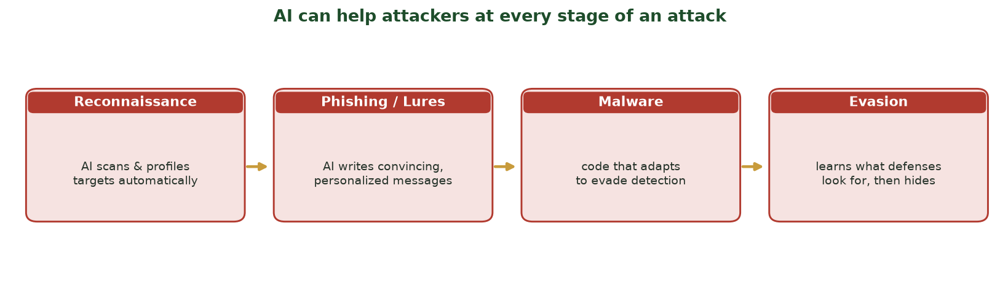 AI can help attackers at every stage of an attack
Reconnaissance
AI scans & profiles
targets automatically
Phishing / Lures
AI writes convincing,
personalized messages
Malware
code that adapts
to evade detection
Evasion
learns what defenses
look for, then hides